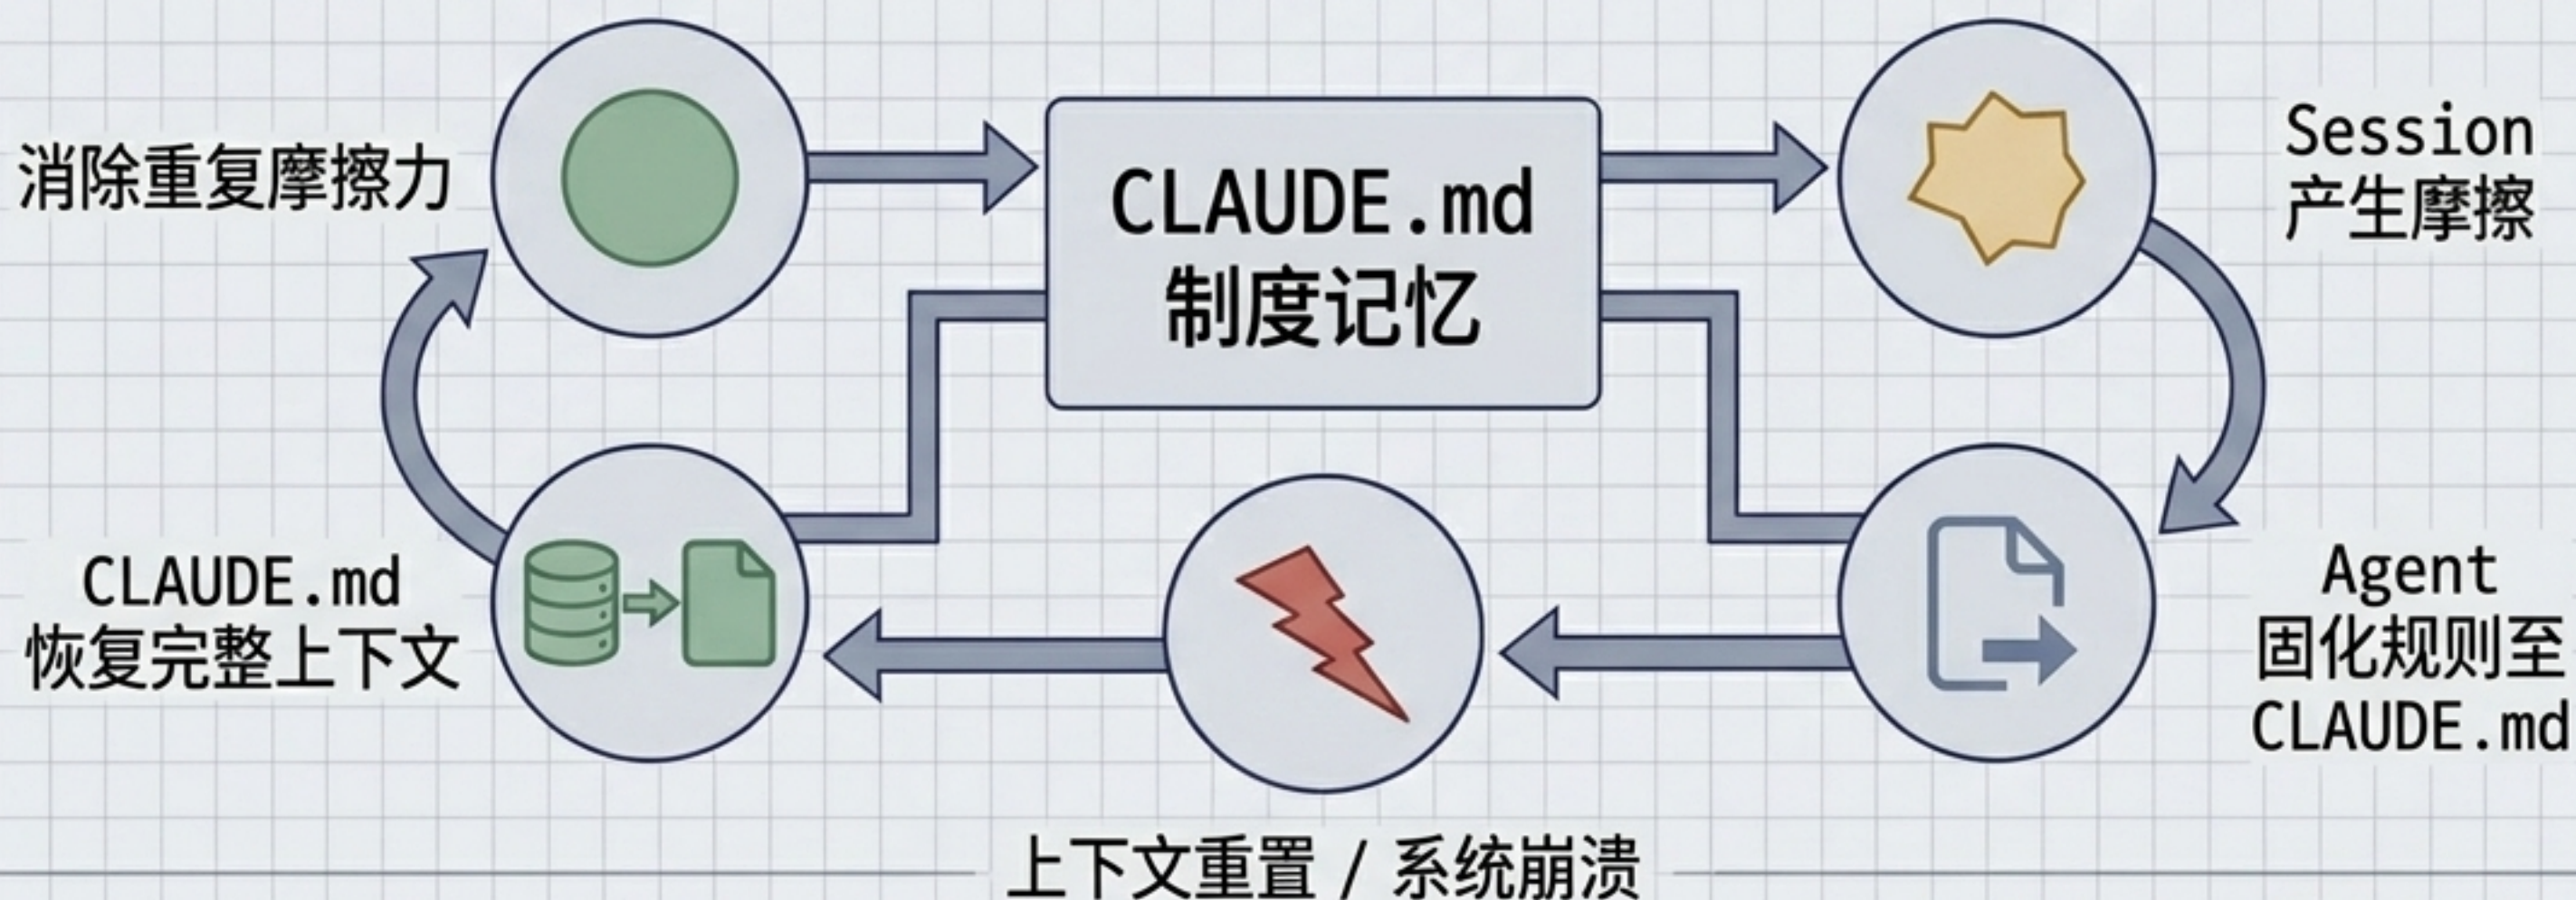 消除重复摩擦力
CLAUDE.md
制度记忆
Session
产生摩擦
CLAUDE.md
恢复完整上下文
Agent
固化规则至
CLAUDE.md
上下文重置 / 系统崩溃